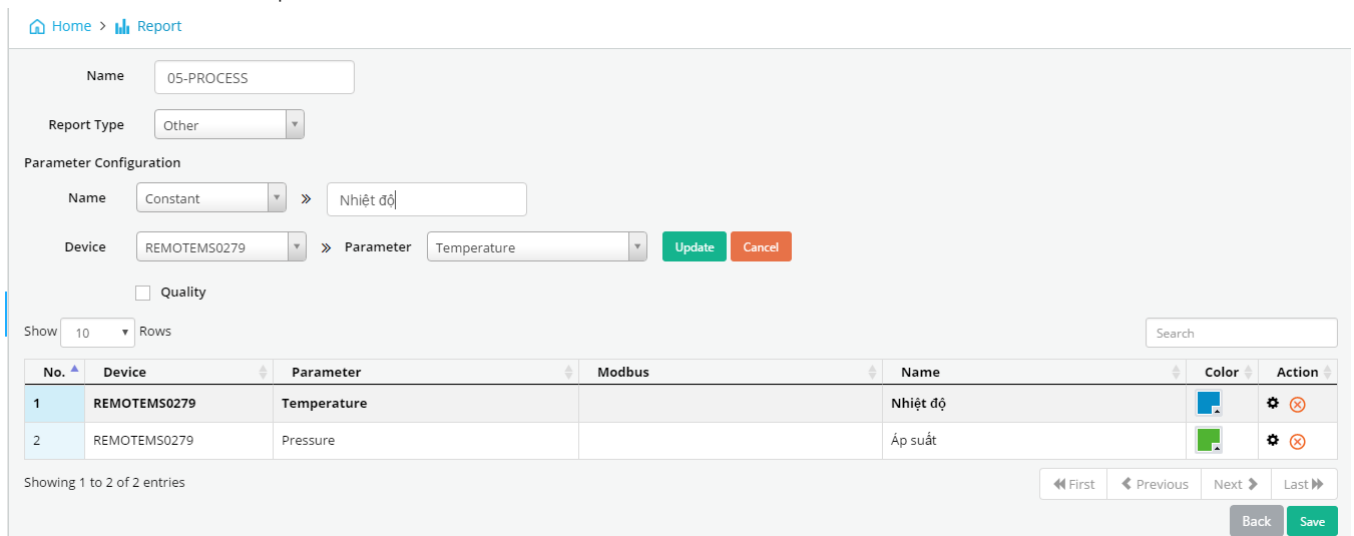 Home > Report
Name 05-PROCESS
Report Type Other
Parameter Configuration
Name Constant » Nhiệt độ
Device REMOTEMS0279 » Parameter Temperature Update Cancel
Quality
Show 10 Rows Search
No. Device Parameter Modbus Name Color Action
1 REMOTEMS0279 Temperature Nhiệt độ
2 REMOTEMS0279 Pressure Áp suất
Showing 1 to 2 of 2 entries First Previous Next Last
Back Save